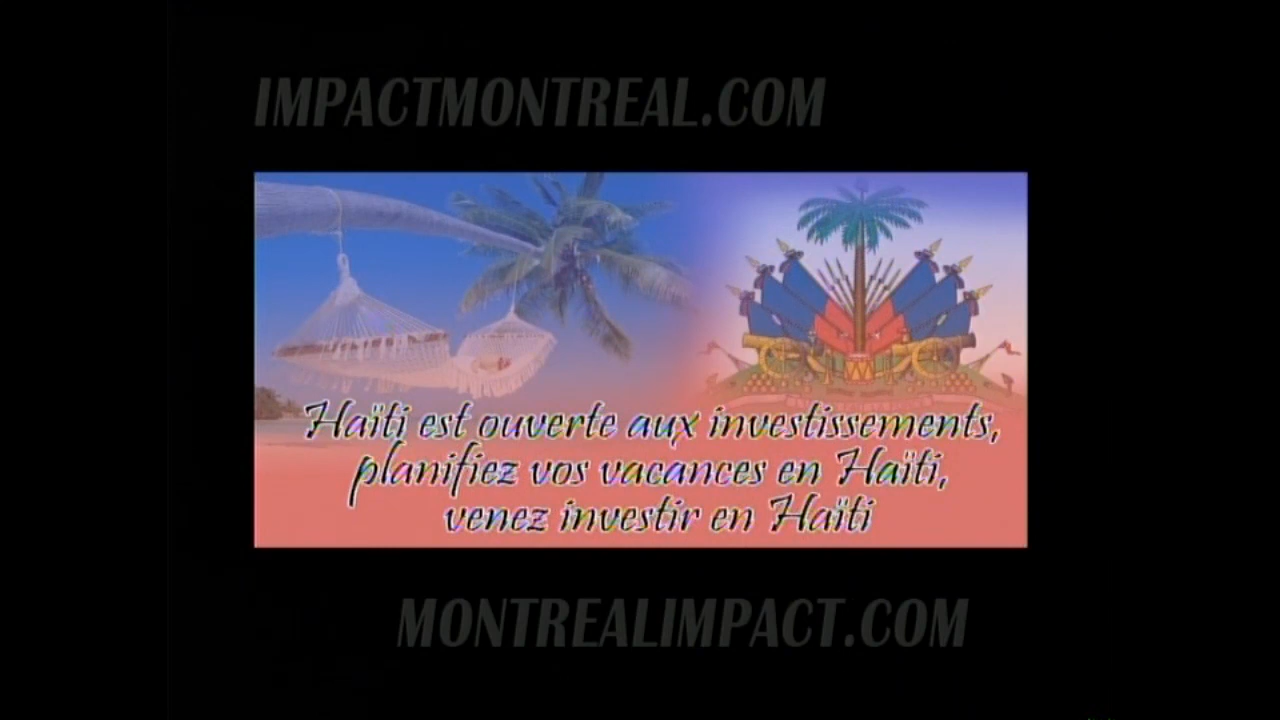 IMPACTMONTREAL.COM
Haïti est ouverte aux investissements,
planifiez vos vacances en Haïti,
venez investir en Haïti
MONTREALIMPACT.COM